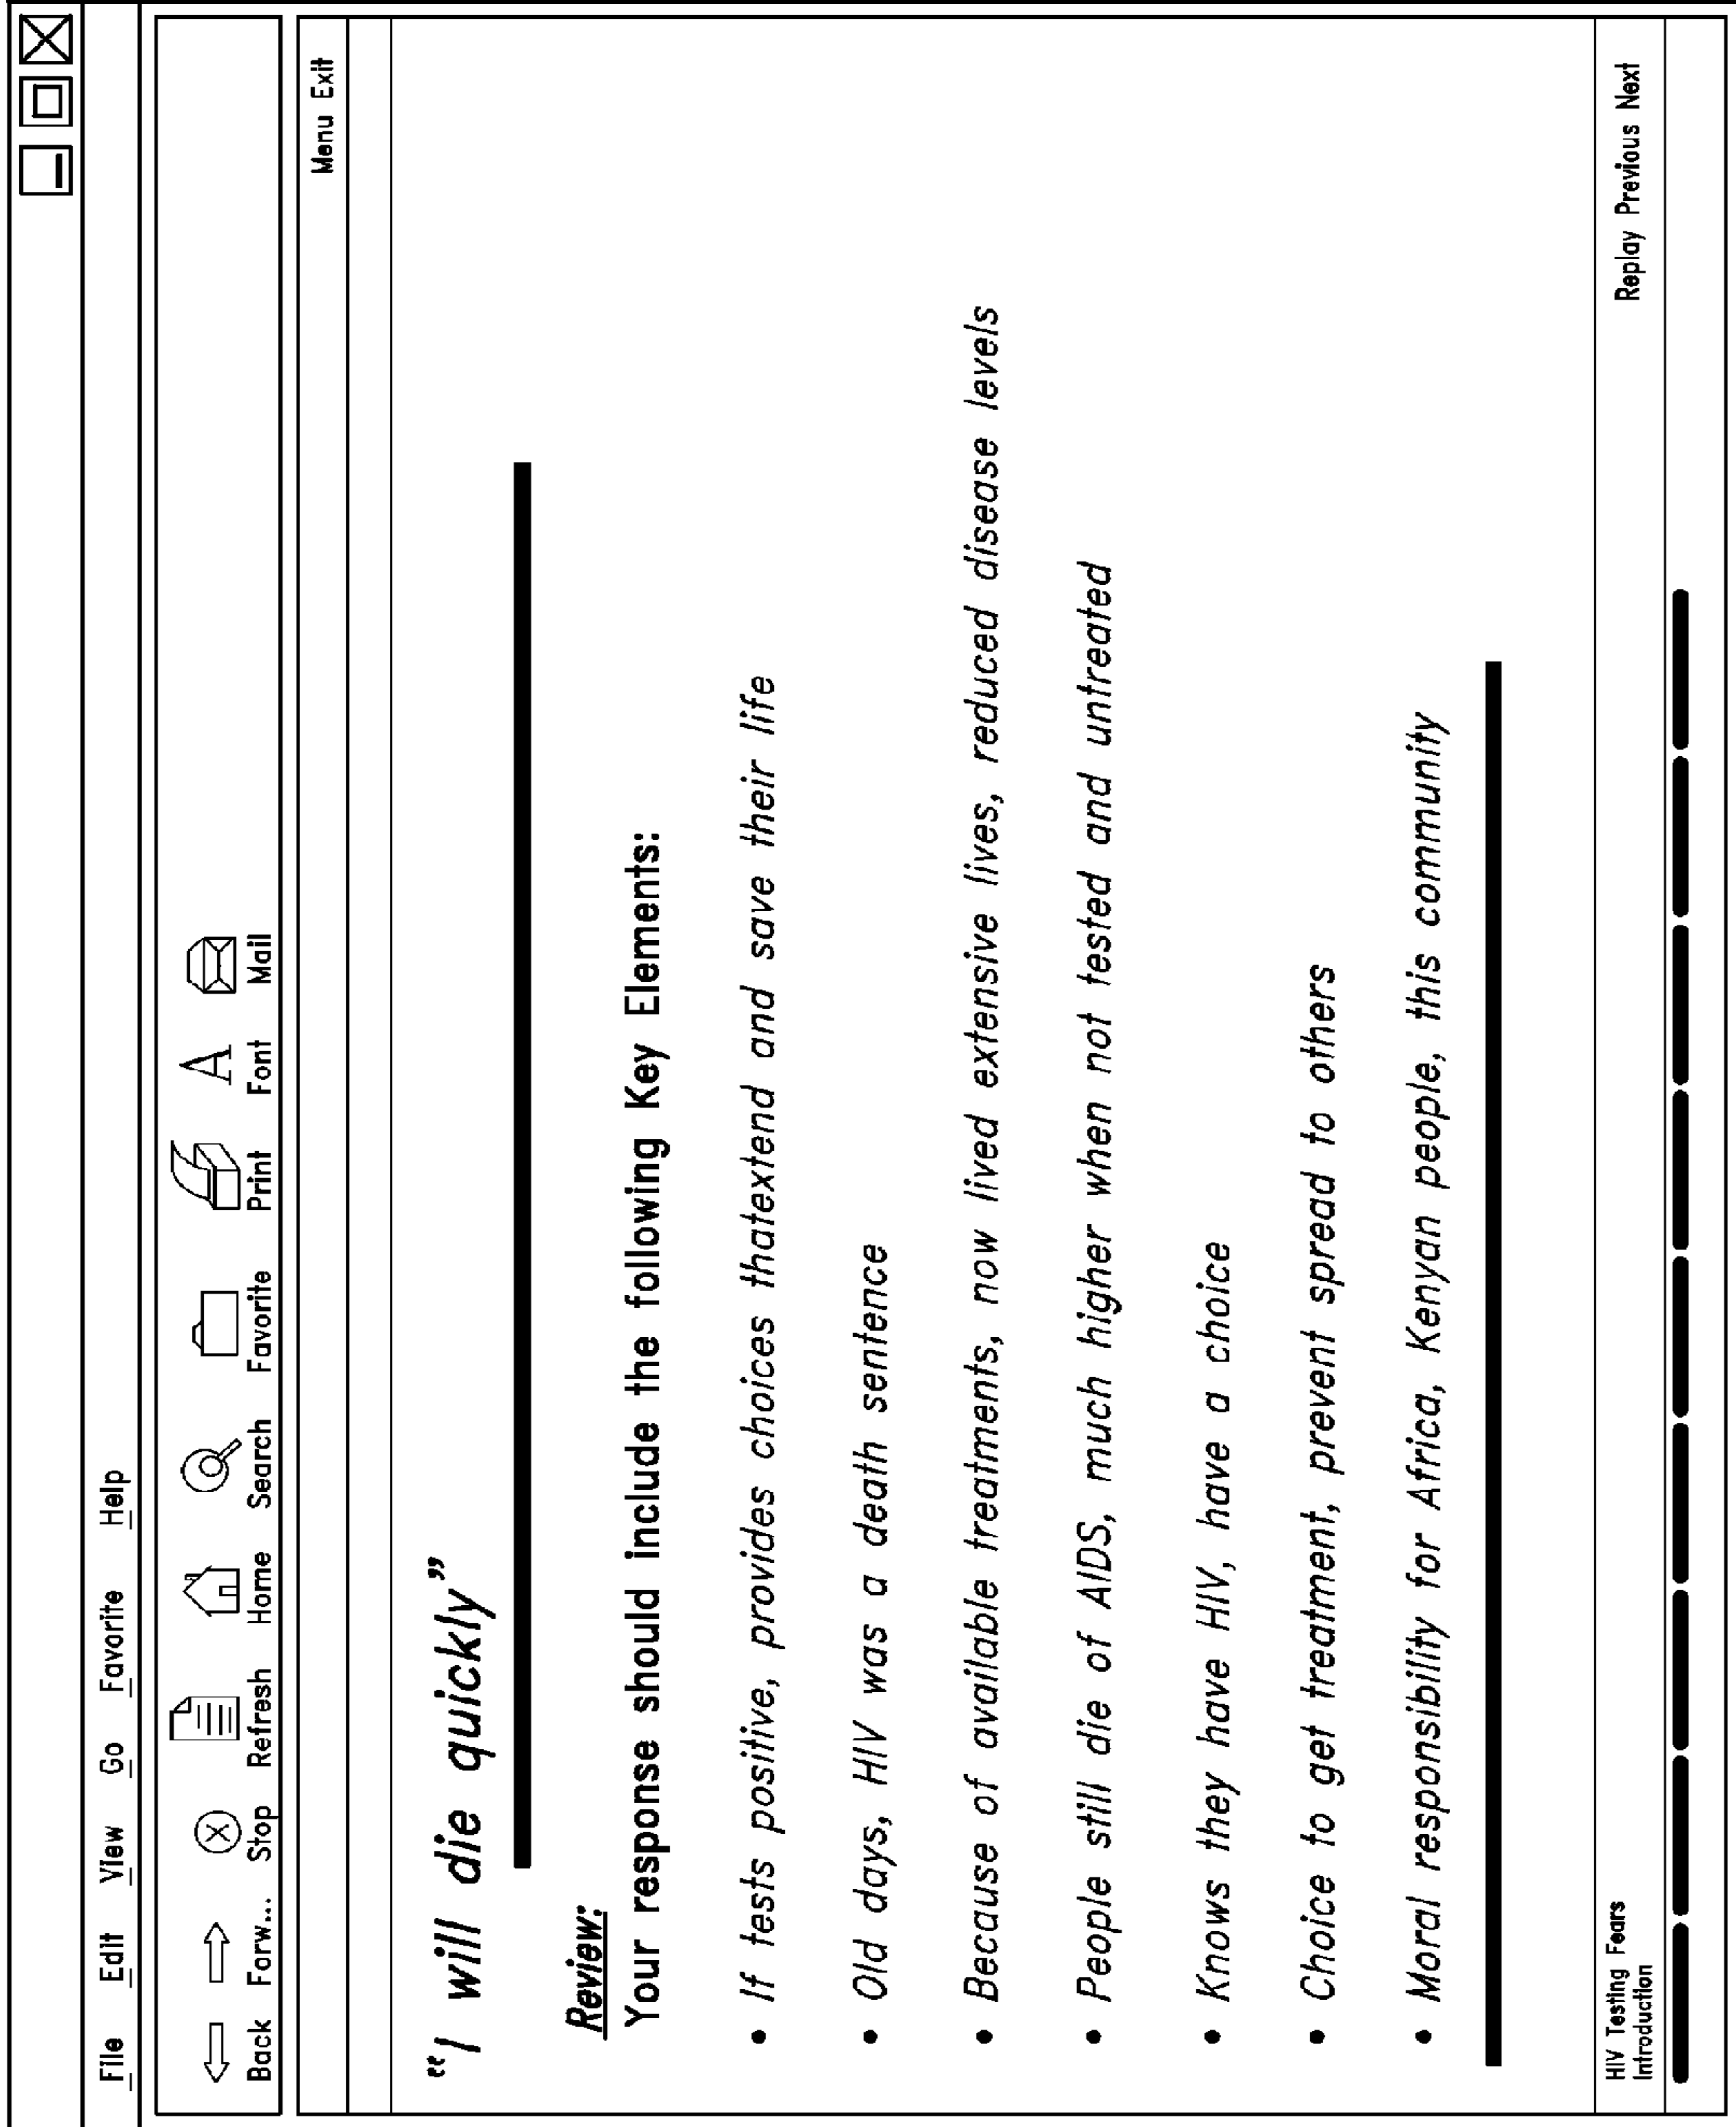 File Edit View Go Favorite Help
Back Forw... Stop Refresh Home Search Favorite Print Font Mail
Menu Exit
“I will die quickly”
Review:
Your response should include the following Key Elements:
• If tests positive, provides choices thatextend and save their life
• Old days, HIV was a death sentence
• Because of available treatments, now lived extensive lives, reduced disease levels
• People still die of AIDS, much higher when not tested and untreated
• Knows they have HIV, have a choice
• Choice to get treatment, prevent spread to others
• Moral responsibility for Africa, Kenyan people, this community
HIV Testing Fears
Introduction
Replay Previous Next